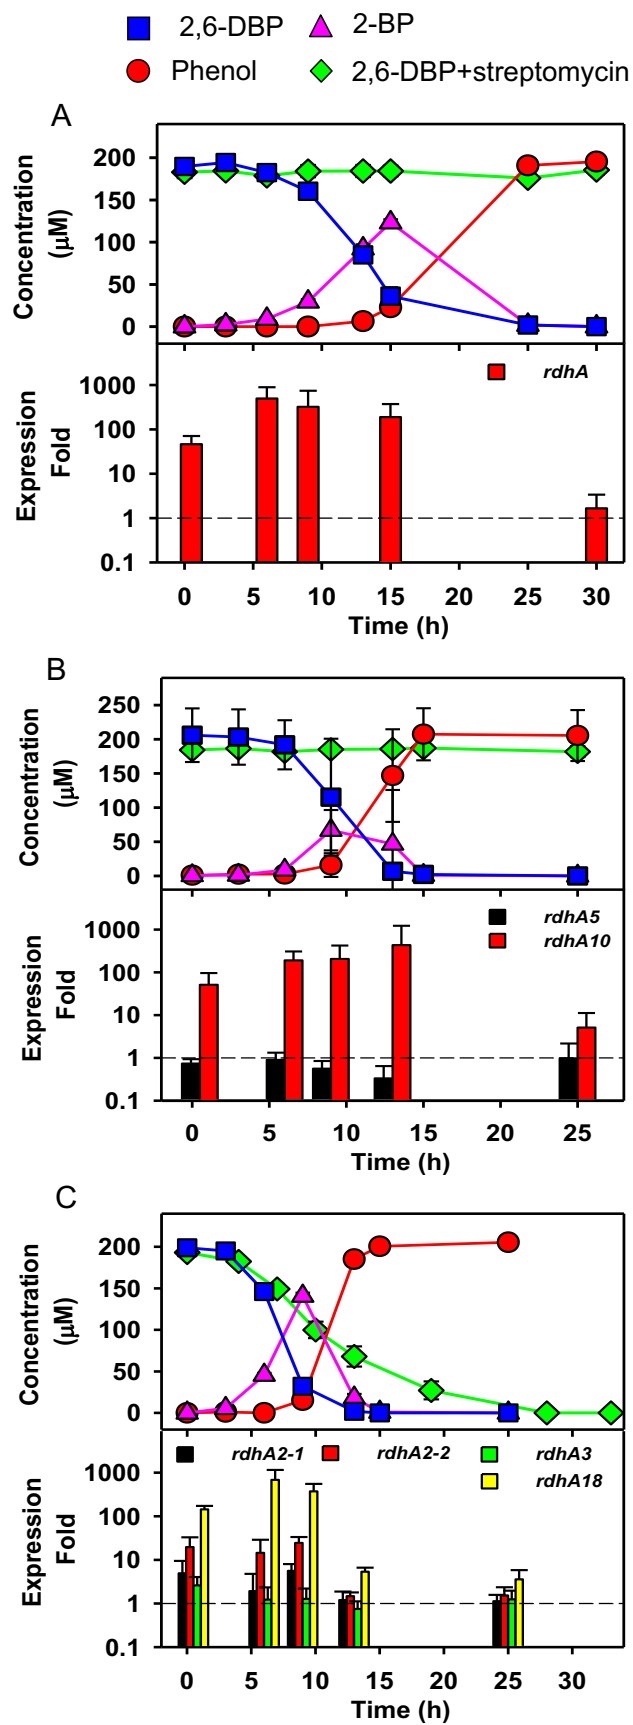 2,6-DBP 2-BP
Phenol 2,6-DBP+streptomycin
A
Concentration
(μM)
200
150
100
50
0
Expression
Fold
1000
100
10
1
0.1
rdhA
0 5 10 15 20 25 30
Time (h)
B
Concentration
(μM)
250
200
150
100
50
0
Expression
Fold
1000
100
10
1
0.1
rdhA5
rdhA10
0 5 10 15 20 25
Time (h)
C
Concentration
(μM)
200
150
100
50
0
Expression
Fold
1000
100
10
1
0.1
rdhA2-1 rdhA2-2 rdhA3
rdhA18
0 5 10 15 20 25 30
Time (h)